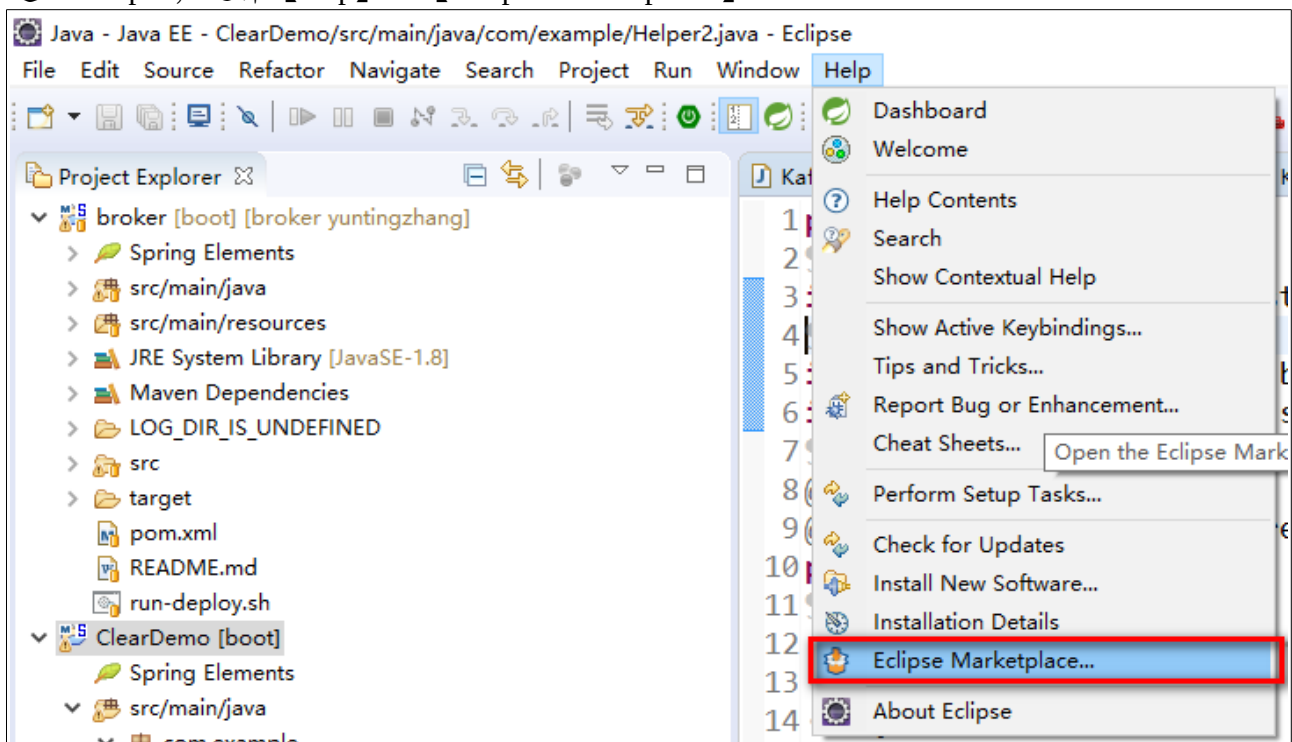 Java - Java EE - ClearDemo/src/main/java/com/example/Helper2.java - Eclipse
File Edit Source Refactor Navigate Search Project Run Window Help
Project Explorer
broker [boot] [broker yuntingzhang]
Spring Elements
src/main/java
src/main/resources
JRE System Library [JavaSE-1.8]
Maven Dependencies
LOG_DIR_IS_UNDEFINED
src
target
pom.xml
README.md
run-deploy.sh
ClearDemo [boot]
Spring Elements
src/main/java
Kaf
1
2
3
4
5
6
7
8
9
10
11
12
13
14
Dashboard
Welcome
Help Contents
Search
Show Contextual Help
Show Active Keybindings...
Tips and Tricks...
Report Bug or Enhancement...
Cheat Sheets...
Open the Eclipse Mark
Perform Setup Tasks...
Check for Updates
Install New Software...
Installation Details
Eclipse Marketplace...
About Eclipse